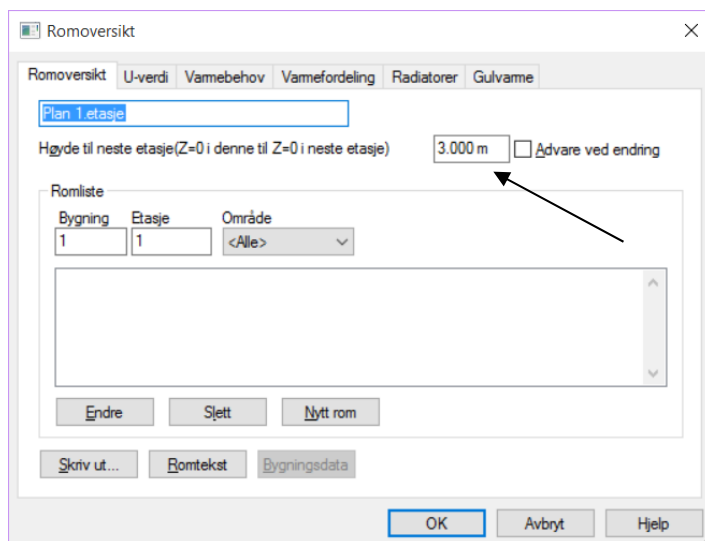 Romoversikt
Romoversikt U-verdi Varmebehov Varmefordeling Radiatorer Gulvarme
Plan 1.etasje
Høyde til neste etasje(Z=0 i denne til Z=0 i neste etasje) 3.000 m Advare ved endring
Romliste
Bygning Etasje Område
1 1 <Alle>
Endre Slett Nytt rom
Skriv ut... Romtekst Bygningsdata
OK Avbryt Hjelp